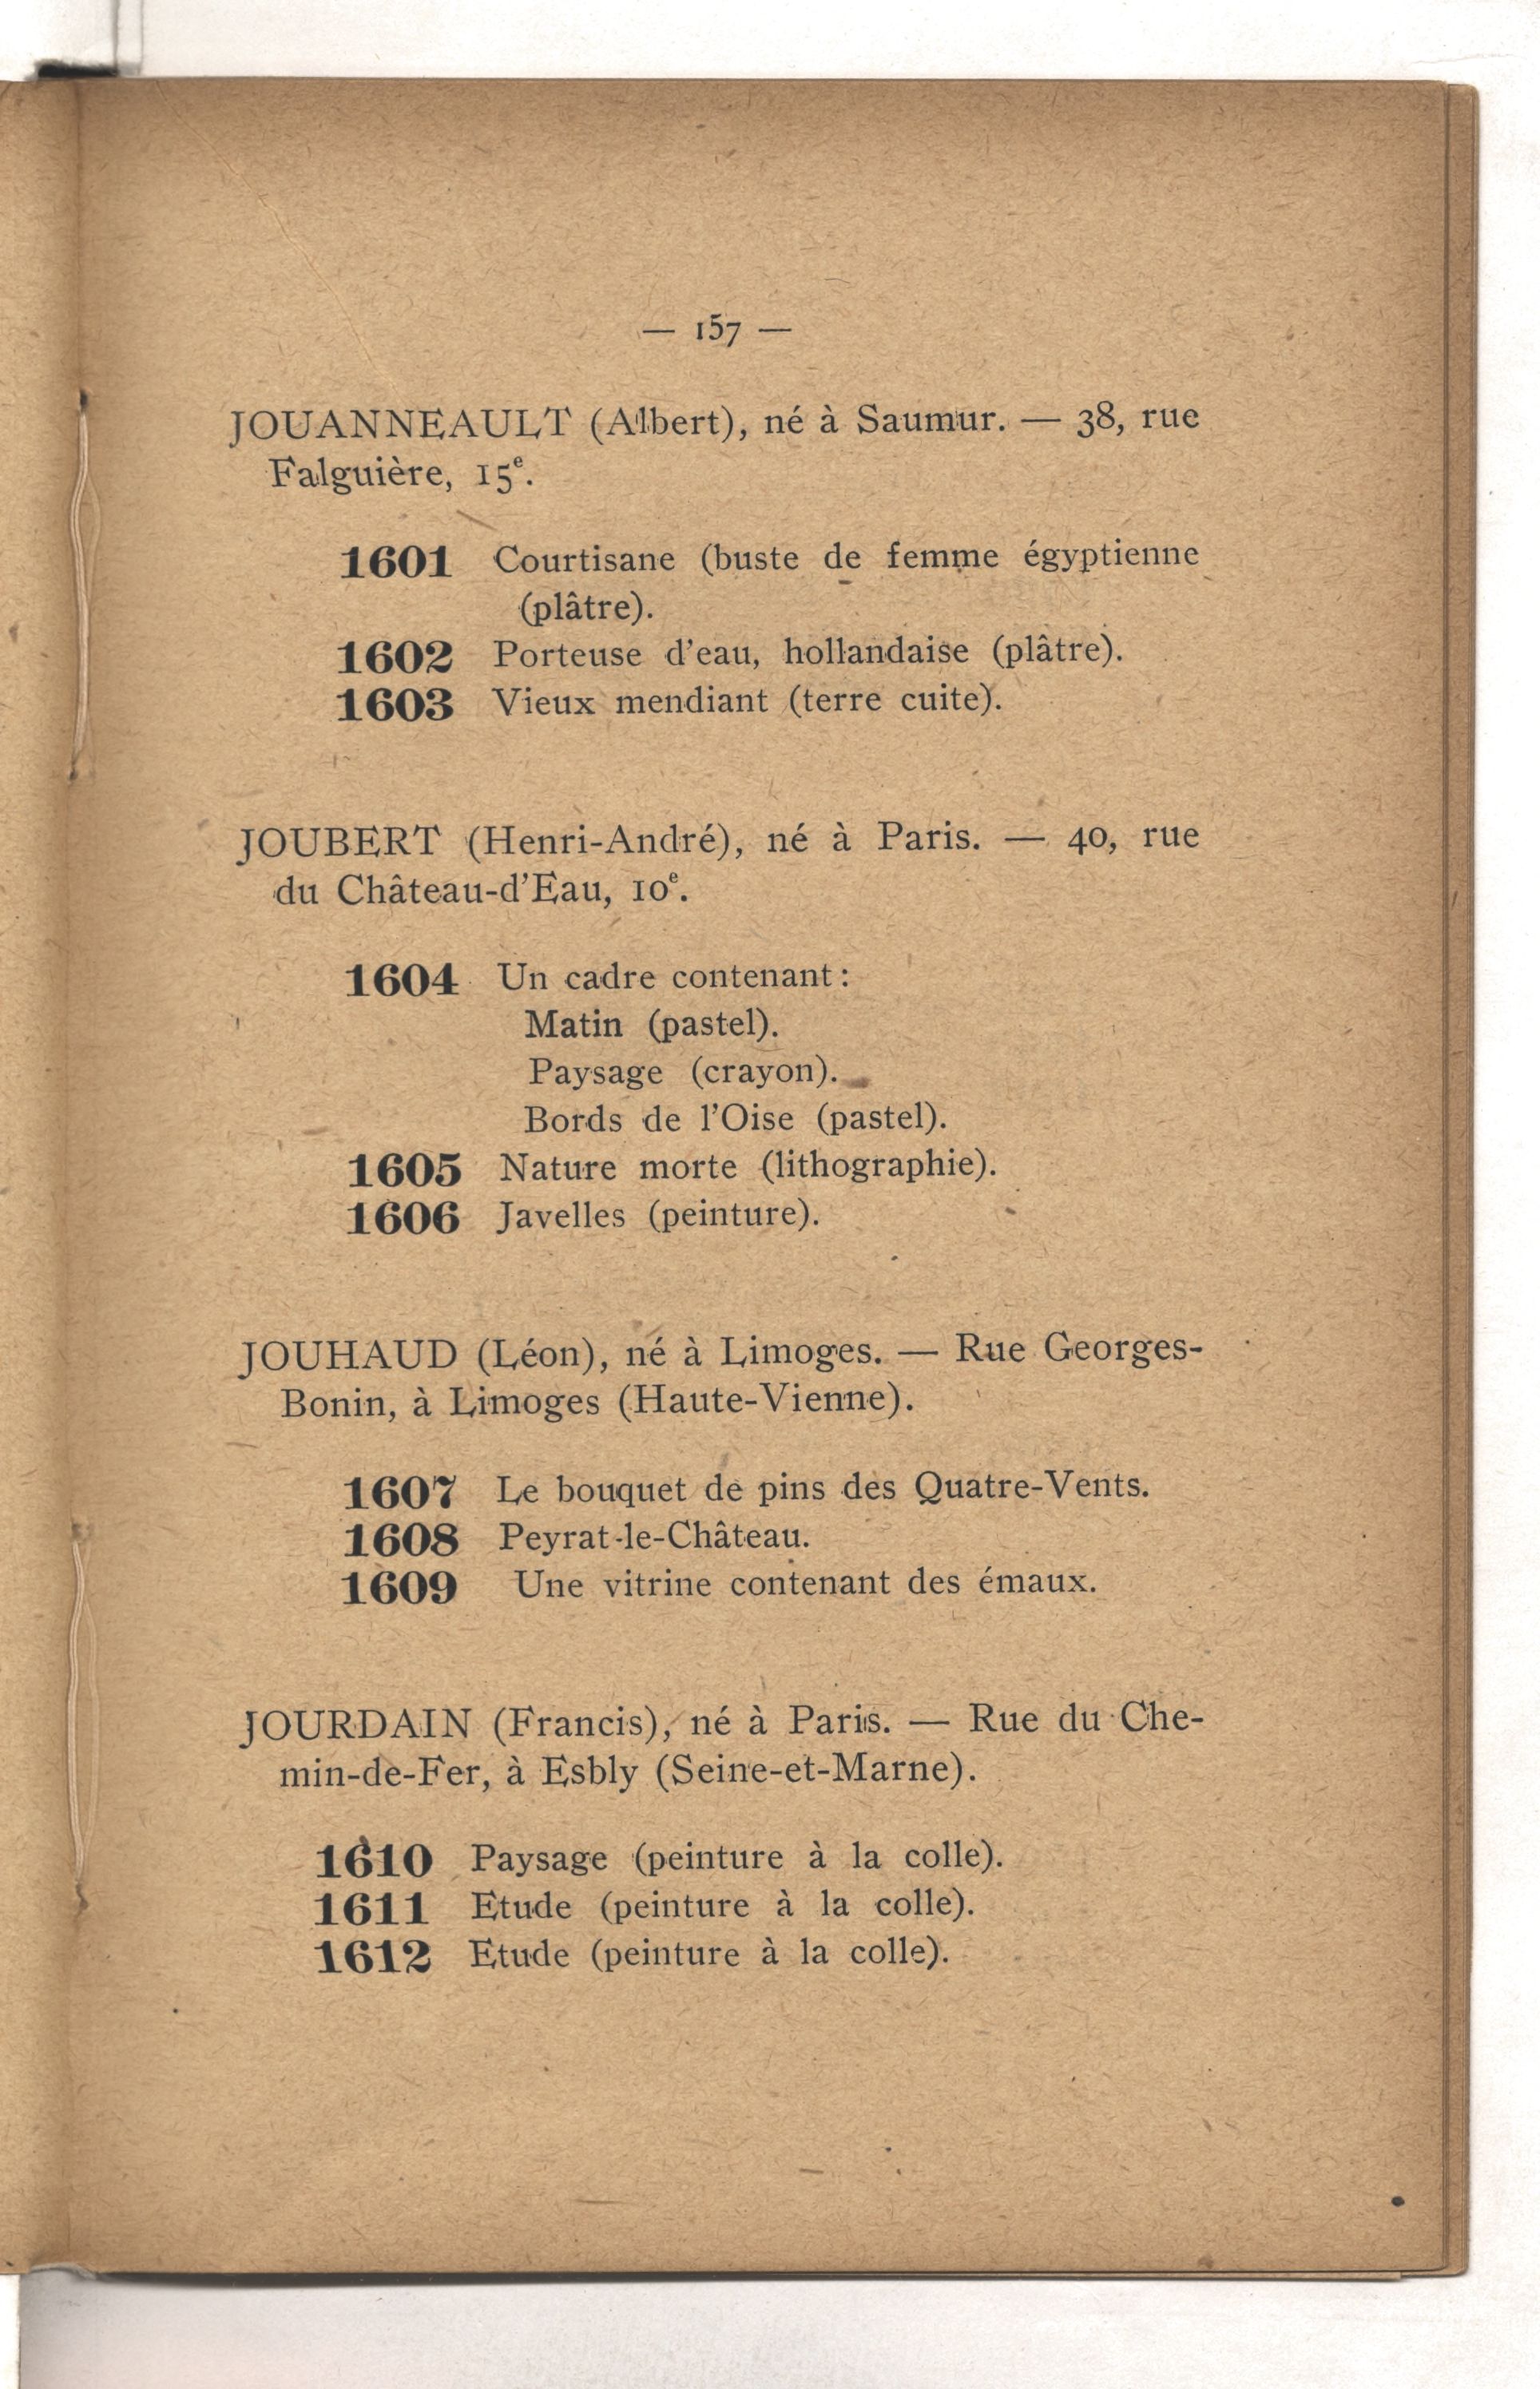 — 157 —
JOUANNEAULT (Albert), né à Saumur. — 38, rue
Falguière, 15e.
1601 Courtisane (buste de femme égyptienne
(plâtre).
1602 Porteuse d'eau, hollandaise (plâtre).
1603 Vieux mendiant (terre cuite).
JOUBERT (Henri-André), né à Paris. — 40, rue
du Château-d'Eau, 10e.
1604 Un cadre contenant :
Matin (pastel).
Paysage (crayon).
Bords de l'Oise (pastel).
1605 Nature morte (lithographie).
1606 Javelles (peinture).
JOUHAUD (Léon), né à Limoges. — Rue Georges-
Bonin, à Limoges (Haute-Vienne).
1607 Le bouquet de pins des Quatre-Vents.
1608 Peyrat-le-Château.
1609 Une vitrine contenant des émaux.
JOURDAIN (Francis), né à Paris. — Rue du Che-
min-de-Fer, à Esbly (Seine-et-Marne).
1610 Paysage (peinture à la colle).
1611 Etude (peinture à la colle).
1612 Etude (peinture à la colle).